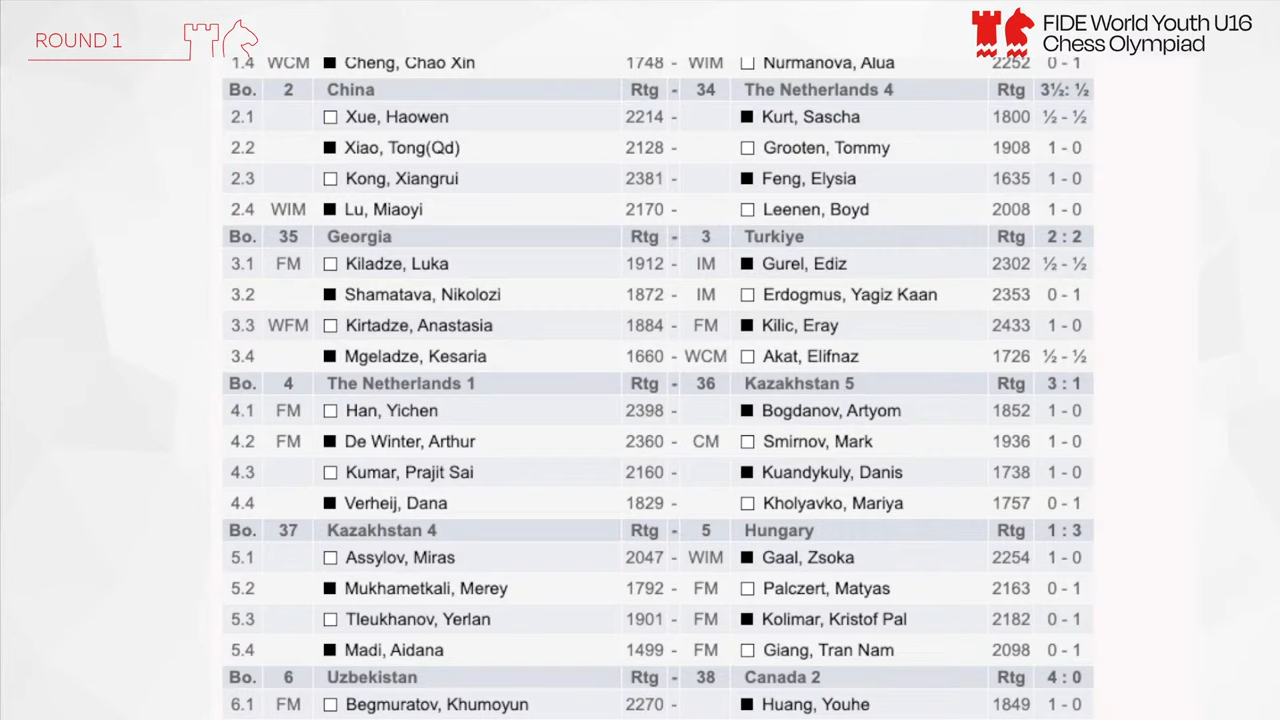 ROUND 1
FIDE World Youth U16
Chess Olympiad
1.4 WCM Cheng, Chao Xin 1748 - WIM Nurmanova, Alua 2252 0 - 1
Bo. 2 China Rtg - 34 The Netherlands 4 Rtg 3½: ½
2.1 Xue, Haowen 2214 - Kurt, Sascha 1800 ½ - ½
2.2 Xiao, Tong(Qd) 2128 - Grooten, Tommy 1908 1 - 0
2.3 Kong, Xiangrui 2381 - Feng, Elysia 1635 1 - 0
2.4 WIM Lu, Miaoyi 2170 - Leenen, Boyd 2008 1 - 0
Bo. 35 Georgia Rtg - 3 Turkiye Rtg 2 : 2
3.1 FM Kiladze, Luka 1912 - IM Gurel, Ediz 2302 ½ - ½
3.2 Shamatava, Nikolozi 1872 - IM Erdogmus, Yagiz Kaan 2353 0 - 1
3.3 WFM Kirtadze, Anastasia 1884 - FM Kilic, Eray 2433 1 - 0
3.4 Mgeladze, Kesaria 1660 - WCM Akat, Elifnaz 1726 ½ - ½
Bo. 4 The Netherlands 1 Rtg - 36 Kazakhstan 5 Rtg 3 : 1
4.1 FM Han, Yichen 2398 - Bogdanov, Artyom 1852 1 - 0
4.2 FM De Winter, Arthur 2360 - CM Smirnov, Mark 1936 1 - 0
4.3 Kumar, Prajit Sai 2160 - Kuandykuly, Danis 1738 1 - 0
4.4 Verheij, Dana 1829 - Kholyavko, Mariya 1757 0 - 1
Bo. 37 Kazakhstan 4 Rtg - 5 Hungary Rtg 1 : 3
5.1 Assylov, Miras 2047 - WIM Gaal, Zsoka 2254 1 - 0
5.2 Mukhametkali, Merey 1792 - FM Palczert, Matyas 2163 0 - 1
5.3 Tleukhanov, Yerlan 1901 - FM Kolimar, Kristof Pal 2182 0 - 1
5.4 Madi, Aidana 1499 - FM Giang, Tran Nam 2098 0 - 1
Bo. 6 Uzbekistan Rtg - 38 Canada 2 Rtg 4 : 0
6.1 FM Begmuratov, Khumoyun 2270 - Huang, Youhe 1849 1 - 0